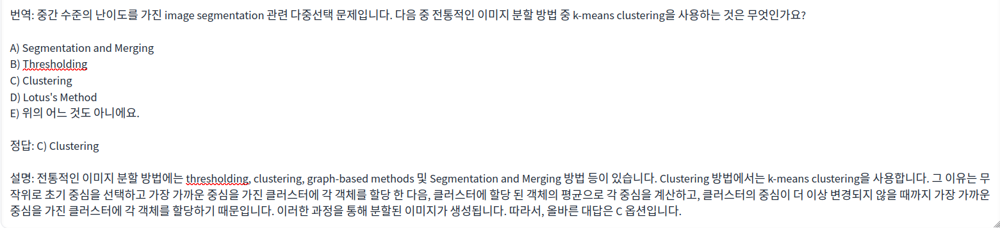 번역: 중간 수준의 난이도를 가진 image segmentation 관련 다중선택 문제입니다. 다음 중 전통적인 이미지 분할 방법 중 k-means clustering을 사용하는 것은 무엇인가요?
A) Segmentation and Merging
B) Thresholding
C) Clustering
D) Lotus's Method
E) 위의 어느 것도 아니에요.
정답: C) Clustering
설명: 전통적인 이미지 분할 방법에는 thresholding, clustering, graph-based methods 및 Segmentation and Merging 방법 등이 있습니다. Clustering 방법에서는 k-means clustering을 사용합니다. 그 이유는 무
작위로 초기 중심을 선택하고 가장 가까운 중심을 가진 클러스터에 각 객체를 할당 한 다음, 클러스터에 할당 된 객체의 평균으로 각 중심을 계산하고, 클러스터의 중심이 더 이상 변경되지 않을 때까지 가장 가까운
중심을 가진 클러스터에 각 객체를 할당하기 때문입니다. 이러한 과정을 통해 분할된 이미지가 생성됩니다. 따라서, 올바른 대답은 C 옵션입니다.